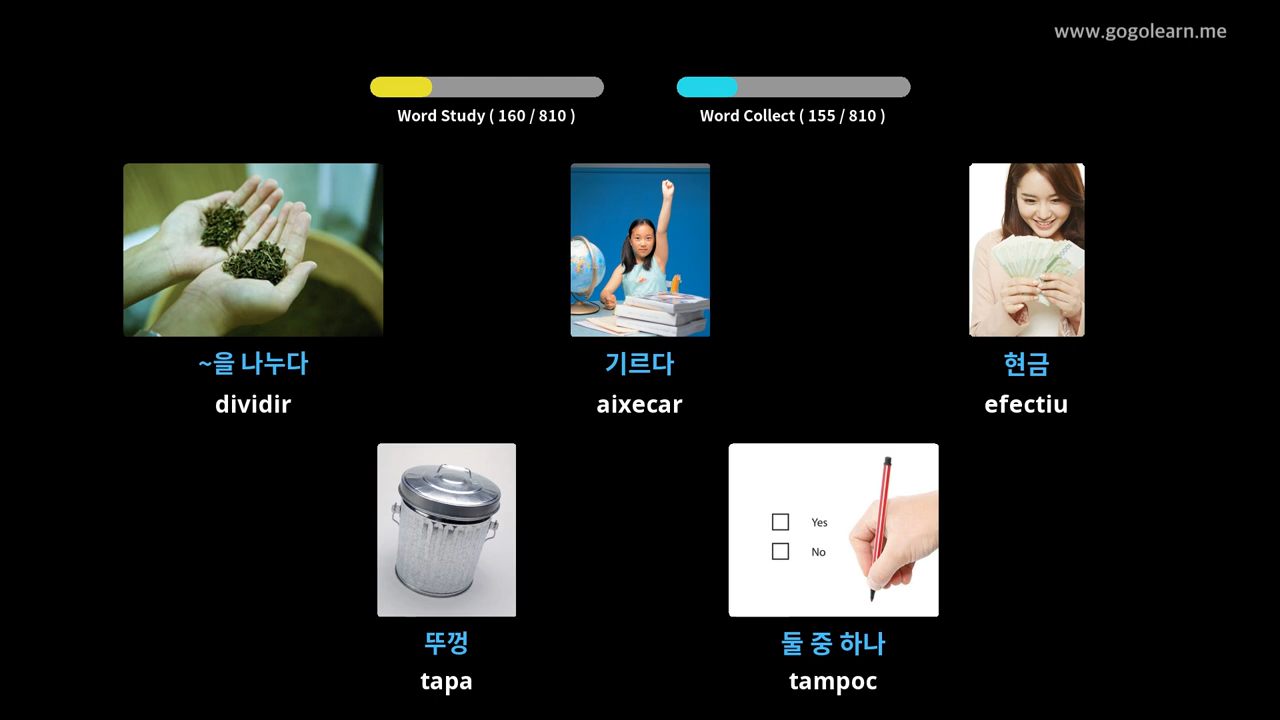 www.gogolearn.me
Word Study ( 160 / 810 )
Word Collect ( 155 / 810 )
~을 나누다
dividir
기르다
aixecar
현금
efectiu
뚜껑
tapa
Yes
No
둘 중 하나
tampoc